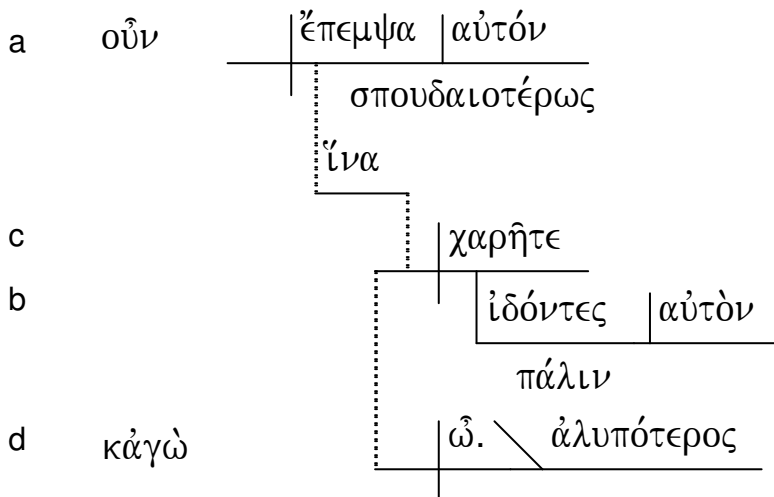 a οὖν ἔπεμψα αὐτόν
σπουδαιοτέρως
ἵνα
c χαρῆτε
b ἰδόντες αὐτὸν
πάλιν
d κἀγὼ ὦ. ἀλυπότερος